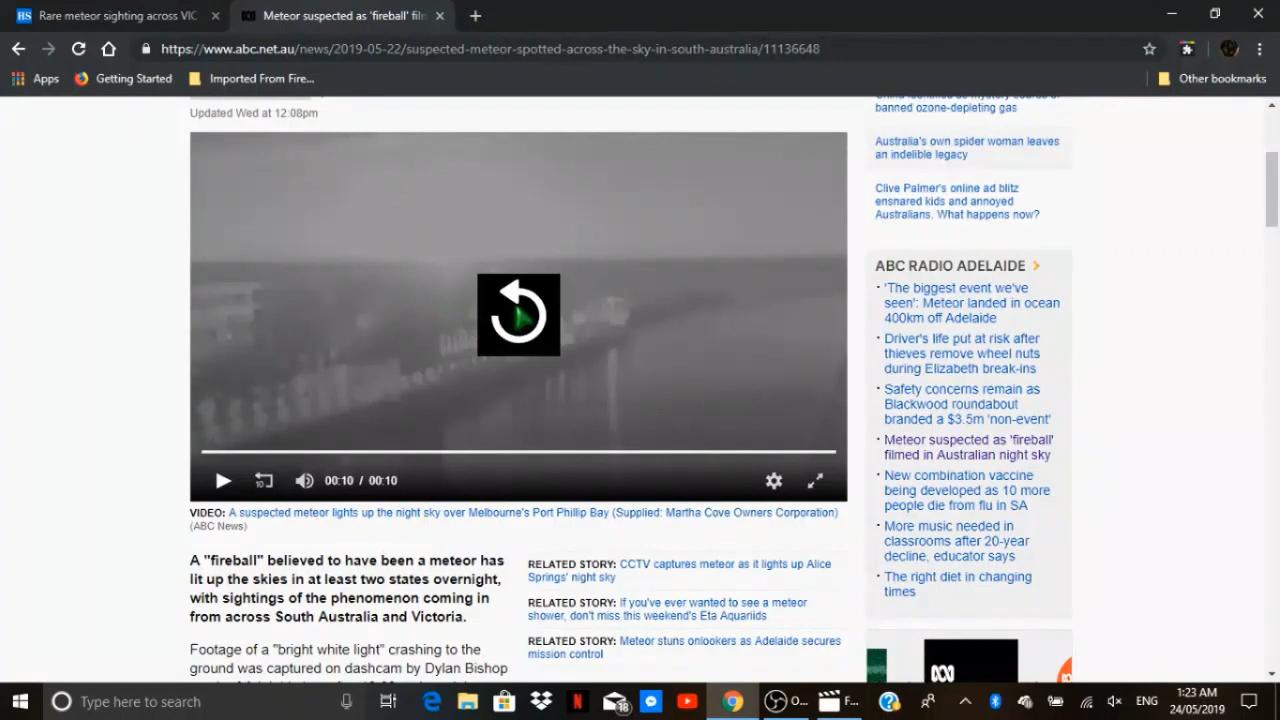 Rare meteor sighting across VIC
Meteor suspected as 'fireball' film
https://www.abc.net.au/news/2019-05-22/suspected-meteor-spotted-across-the-sky-in-south-australia/11136648
Apps
Getting Started
Imported From Fire...
Other bookmarks
Updated Wed at 12:08pm
00:10 / 00:10
VIDEO: A suspected meteor lights up the night sky over Melbourne's Port Phillip Bay (Supplied: Martha Cove Owners Corporation)
(ABC News)
A "fireball" believed to have been a meteor has
lit up the skies in at least two states overnight,
with sightings of the phenomenon coming in
from across South Australia and Victoria.
Footage of a "bright white light" crashing to the
ground was captured on dashcam by Dylan Bishop
RELATED STORY: CCTV captures meteor as it lights up Alice
Springs' night sky
RELATED STORY: If you've ever wanted to see a meteor
shower, don't miss this weekend's Eta Aquariids
RELATED STORY: Meteor stuns onlookers as Adelaide secures
mission control
banned ozone-depleting gas
Australia's own spider woman leaves
an indelible legacy
Clive Palmer's online ad blitz
ensnared kids and annoyed
Australians. What happens now?
ABC RADIO ADELAIDE
'The biggest event we've
seen': Meteor landed in ocean
400km off Adelaide
Driver's life put at risk after
thieves remove wheel nuts
during Elizabeth break-ins
Safety concerns remain as
Blackwood roundabout
branded a $3.5m 'non-event'
Meteor suspected as 'fireball'
filmed in Australian night sky
New combination vaccine
being developed as 10 more
people die from flu in SA
More music needed in
classrooms after 20-year
decline, educator says
The right diet in changing
times
Type here to search
18
O...
F...
ENG
1:23 AM
24/05/2019